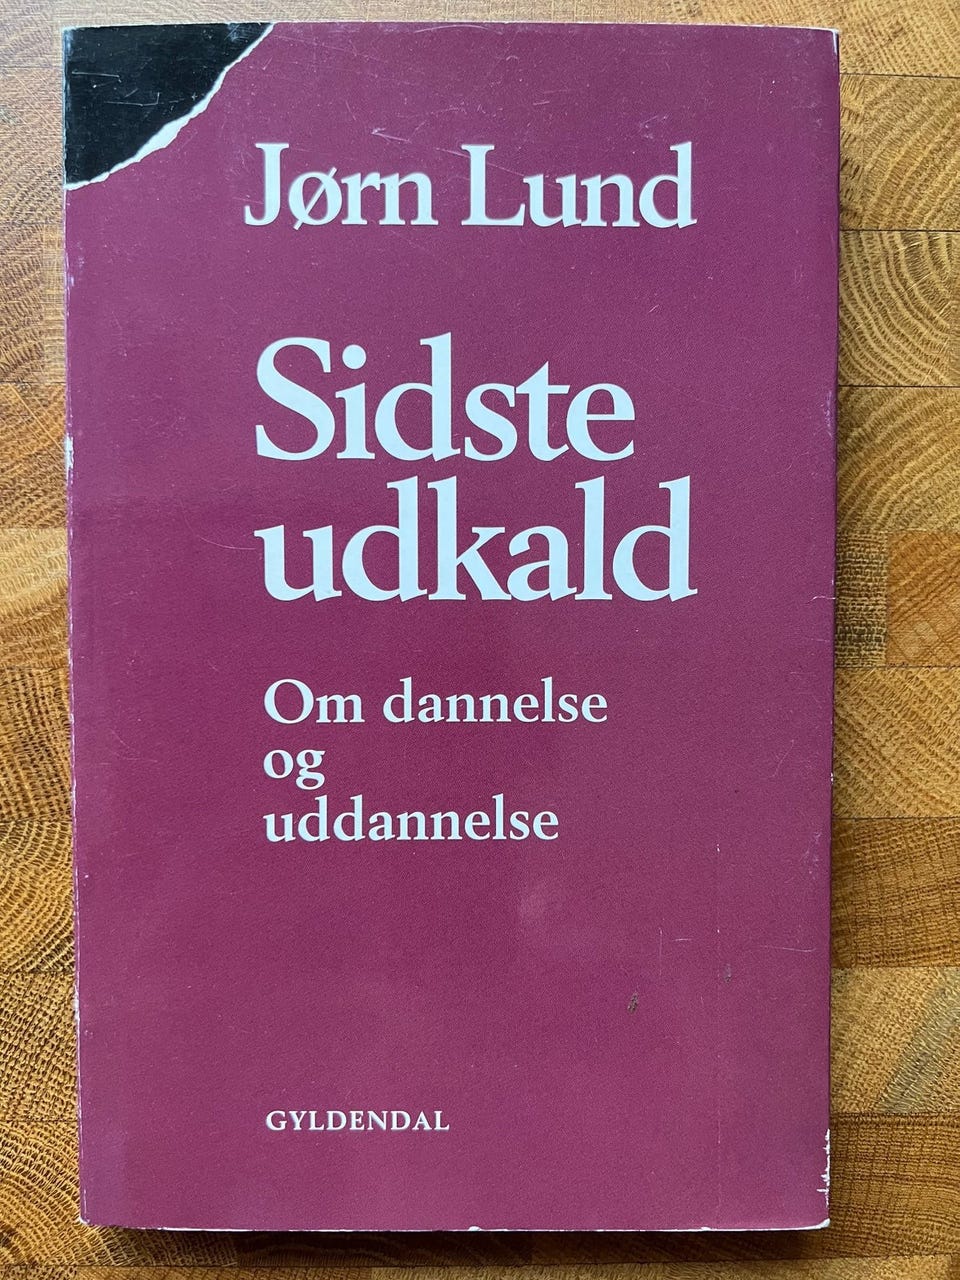 Jørn Lund
Sidste
udkald
Om dannelse
og
uddannelse
GYLDENDAL